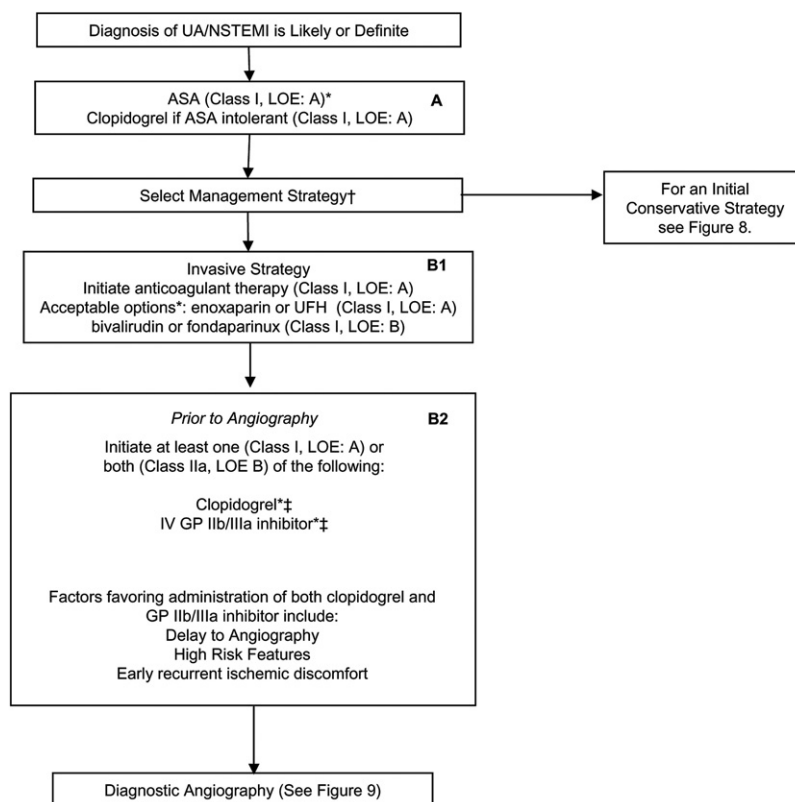 Diagnosis of UA/NSTEMI is Likely or Definite
A
ASA (Class I, LOE: A)*
Clopidogrel if ASA intolerant (Class I, LOE: A)
Select Management Strategy†
For an Initial
Conservative Strategy
see Figure 8.
B1
Invasive Strategy
Initiate anticoagulant therapy (Class I, LOE: A)
Acceptable options*: enoxaparin or UFH (Class I, LOE: A)
bivalirudin or fondaparinux (Class I, LOE: B)
B2
Prior to Angiography
Initiate at least one (Class I, LOE: A) or
both (Class IIa, LOE B) of the following:
Clopidogrel*‡
IV GP IIb/IIIa inhibitor*‡
Factors favoring administration of both clopidogrel and
GP IIb/IIIa inhibitor include:
Delay to Angiography
High Risk Features
Early recurrent ischemic discomfort
Diagnostic Angiography (See Figure 9)